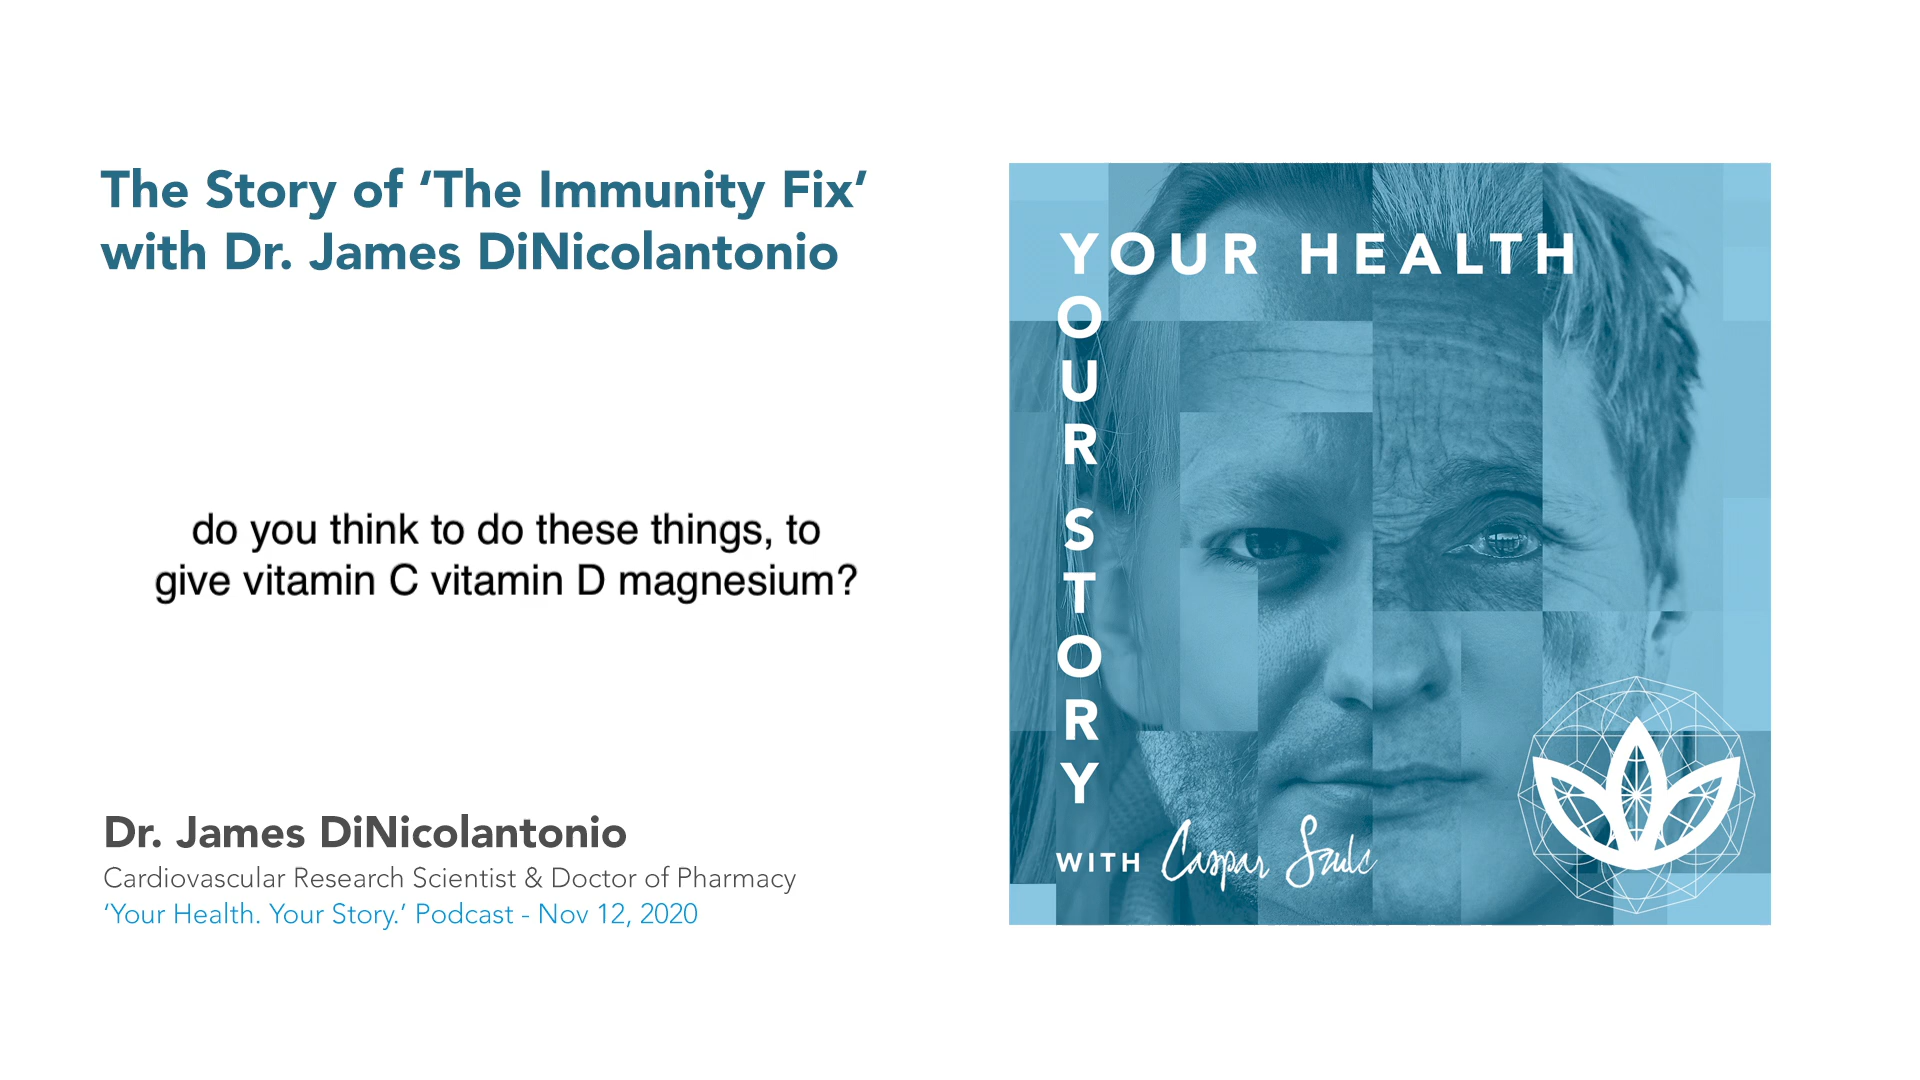 The Story of ‘The Immunity Fix’
with Dr. James DiNicolantonio
do you think to do these things, to
give vitamin C vitamin D magnesium?
Dr. James DiNicolantonio
Cardiovascular Research Scientist & Doctor of Pharmacy
‘Your Health. Your Story.’ Podcast - Nov 12, 2020
YOUR HEALTH
YOUR STORY
WITH Caspar Szulc